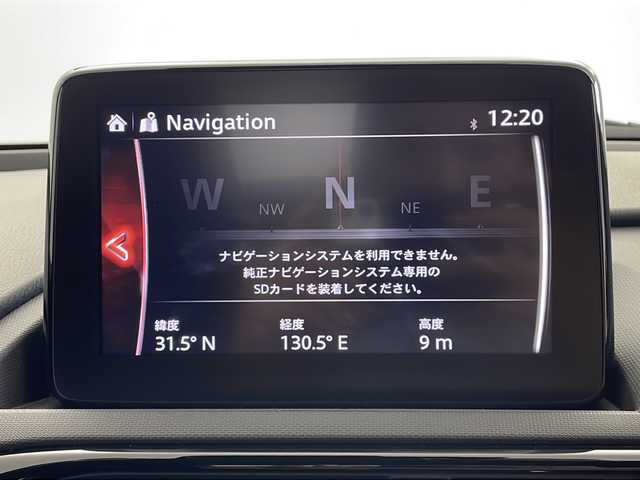 Navigation 12:20
W NW N NE E
ナビゲーションシステムを利用できません。
純正ナビゲーションシステム専用の
SDカードを装着してください。
緯度 経度 高度
31.5° N 130.5° E 9 m